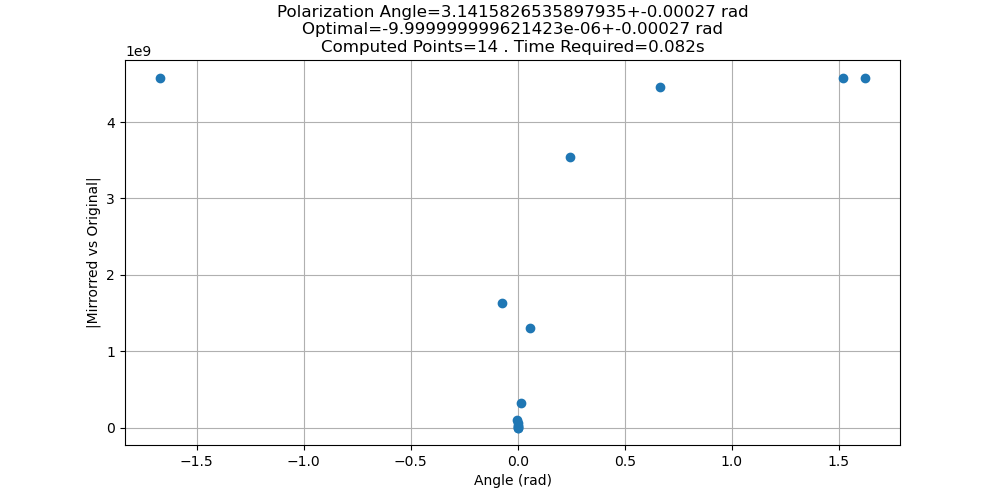 Polarization Angle=3.1415826535897935+-0.00027 rad
Optimal=-9.999999999621423e-06+-0.00027 rad
Computed Points=14 . Time Required=0.082s
1e9
4
3
2
1
0
|Mirrorred vs Original|
−1.5
−1.0
−0.5
0.0
0.5
1.0
1.5
Angle (rad)